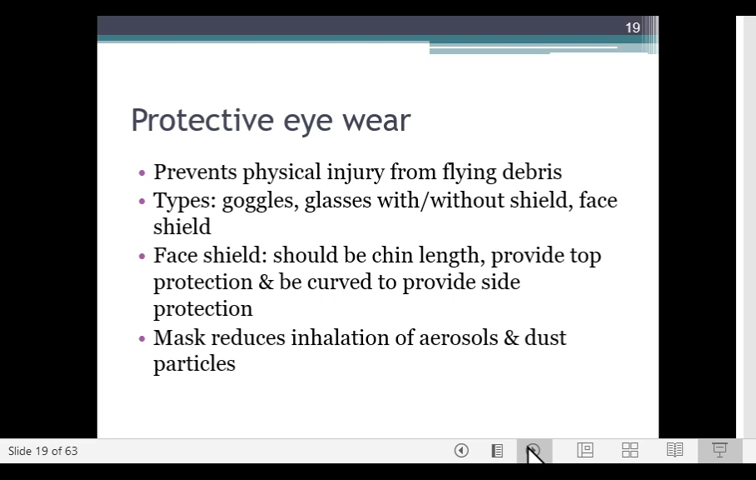 19
Protective eye wear
• Prevents physical injury from flying debris
• Types: goggles, glasses with/without shield, face
shield
• Face shield: should be chin length, provide top
protection & be curved to provide side
protection
• Mask reduces inhalation of aerosols & dust
particles
Slide 19 of 63